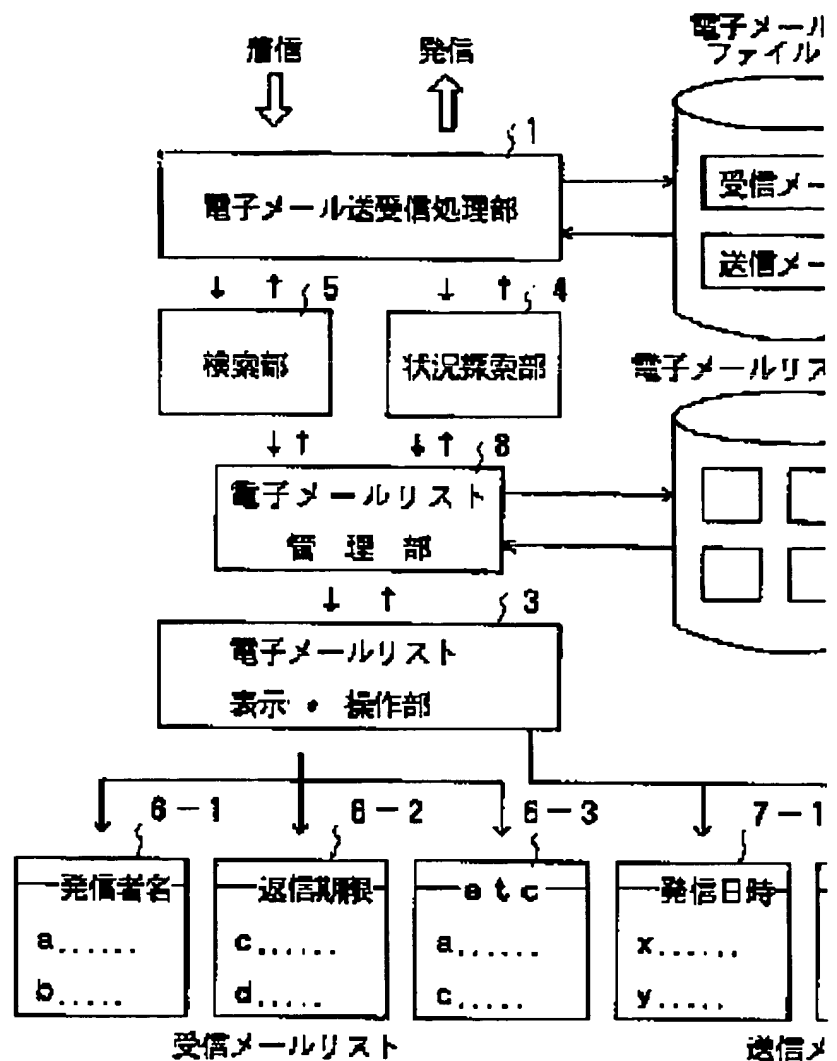 着信
発信
電子メール
ファイル
1
電子メール送受信処理部
受信メー
送信メー
5
4
検索部
状況探索部
電子メールリス
8
電子メールリスト
管理部
3
電子メールリスト
表示・操作部
6-1
6-2
6-3
7-1
発信者名
返信期限
etc
発信日時
a......
c......
a......
x......
b.....
d.....
c.....
y.....
受信メールリスト
送信メ